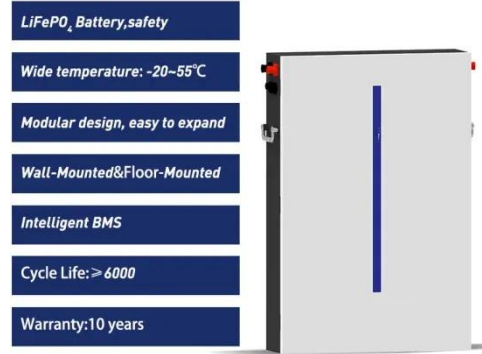 LiFePO₄ Battery,safety
Wide temperature: -20~55℃
Modular design, easy to expand
Wall-Mounted&Floor-Mounted
Intelligent BMS
Cycle Life:≥6000
Warranty:10 years